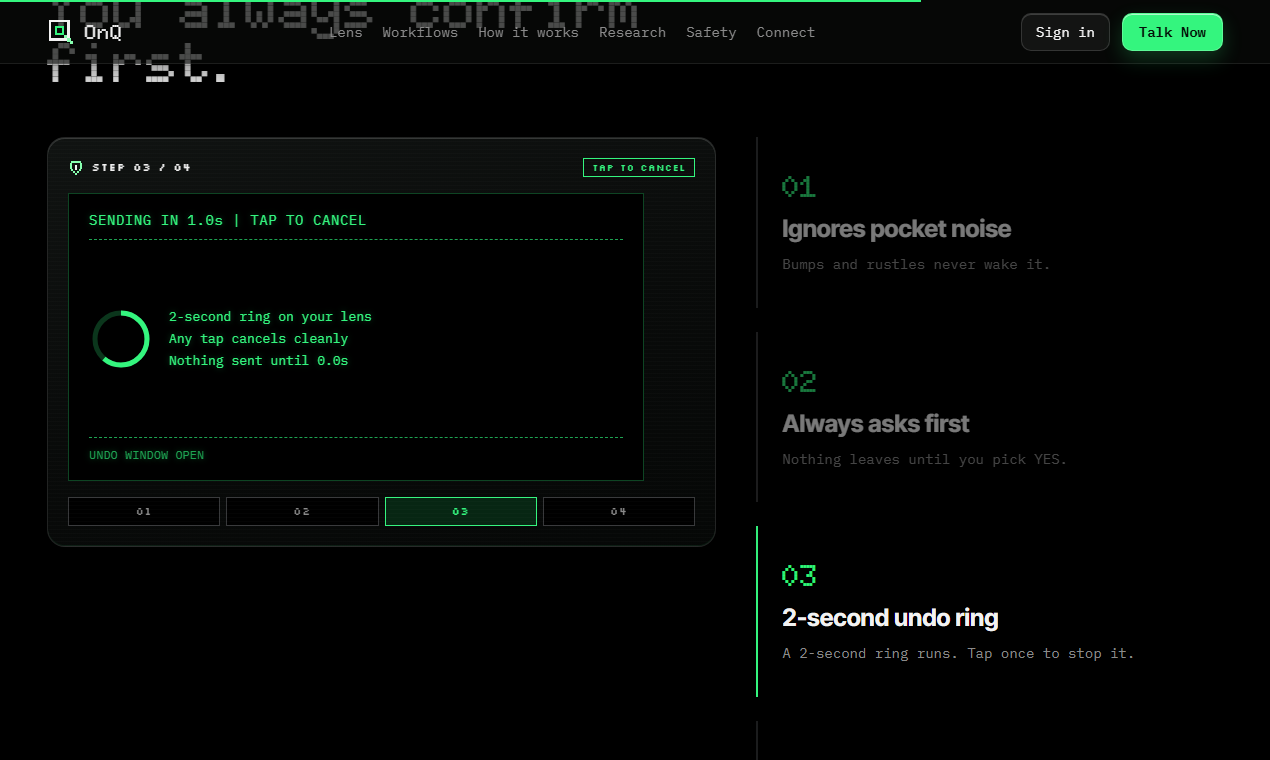 You always confirm
first.
OnQ
Lens
Workflows
How it works
Research
Safety
Connect
Sign in
Talk Now
STEP 03 / 04
TAP TO CANCEL
SENDING IN 1.0s | TAP TO CANCEL
2-second ring on your lens
Any tap cancels cleanly
Nothing sent until 0.0s
UNDO WINDOW OPEN
01
02
03
04
01
Ignores pocket noise
Bumps and rustles never wake it.
02
Always asks first
Nothing leaves until you pick YES.
03
2-second undo ring
A 2-second ring runs. Tap once to stop it.